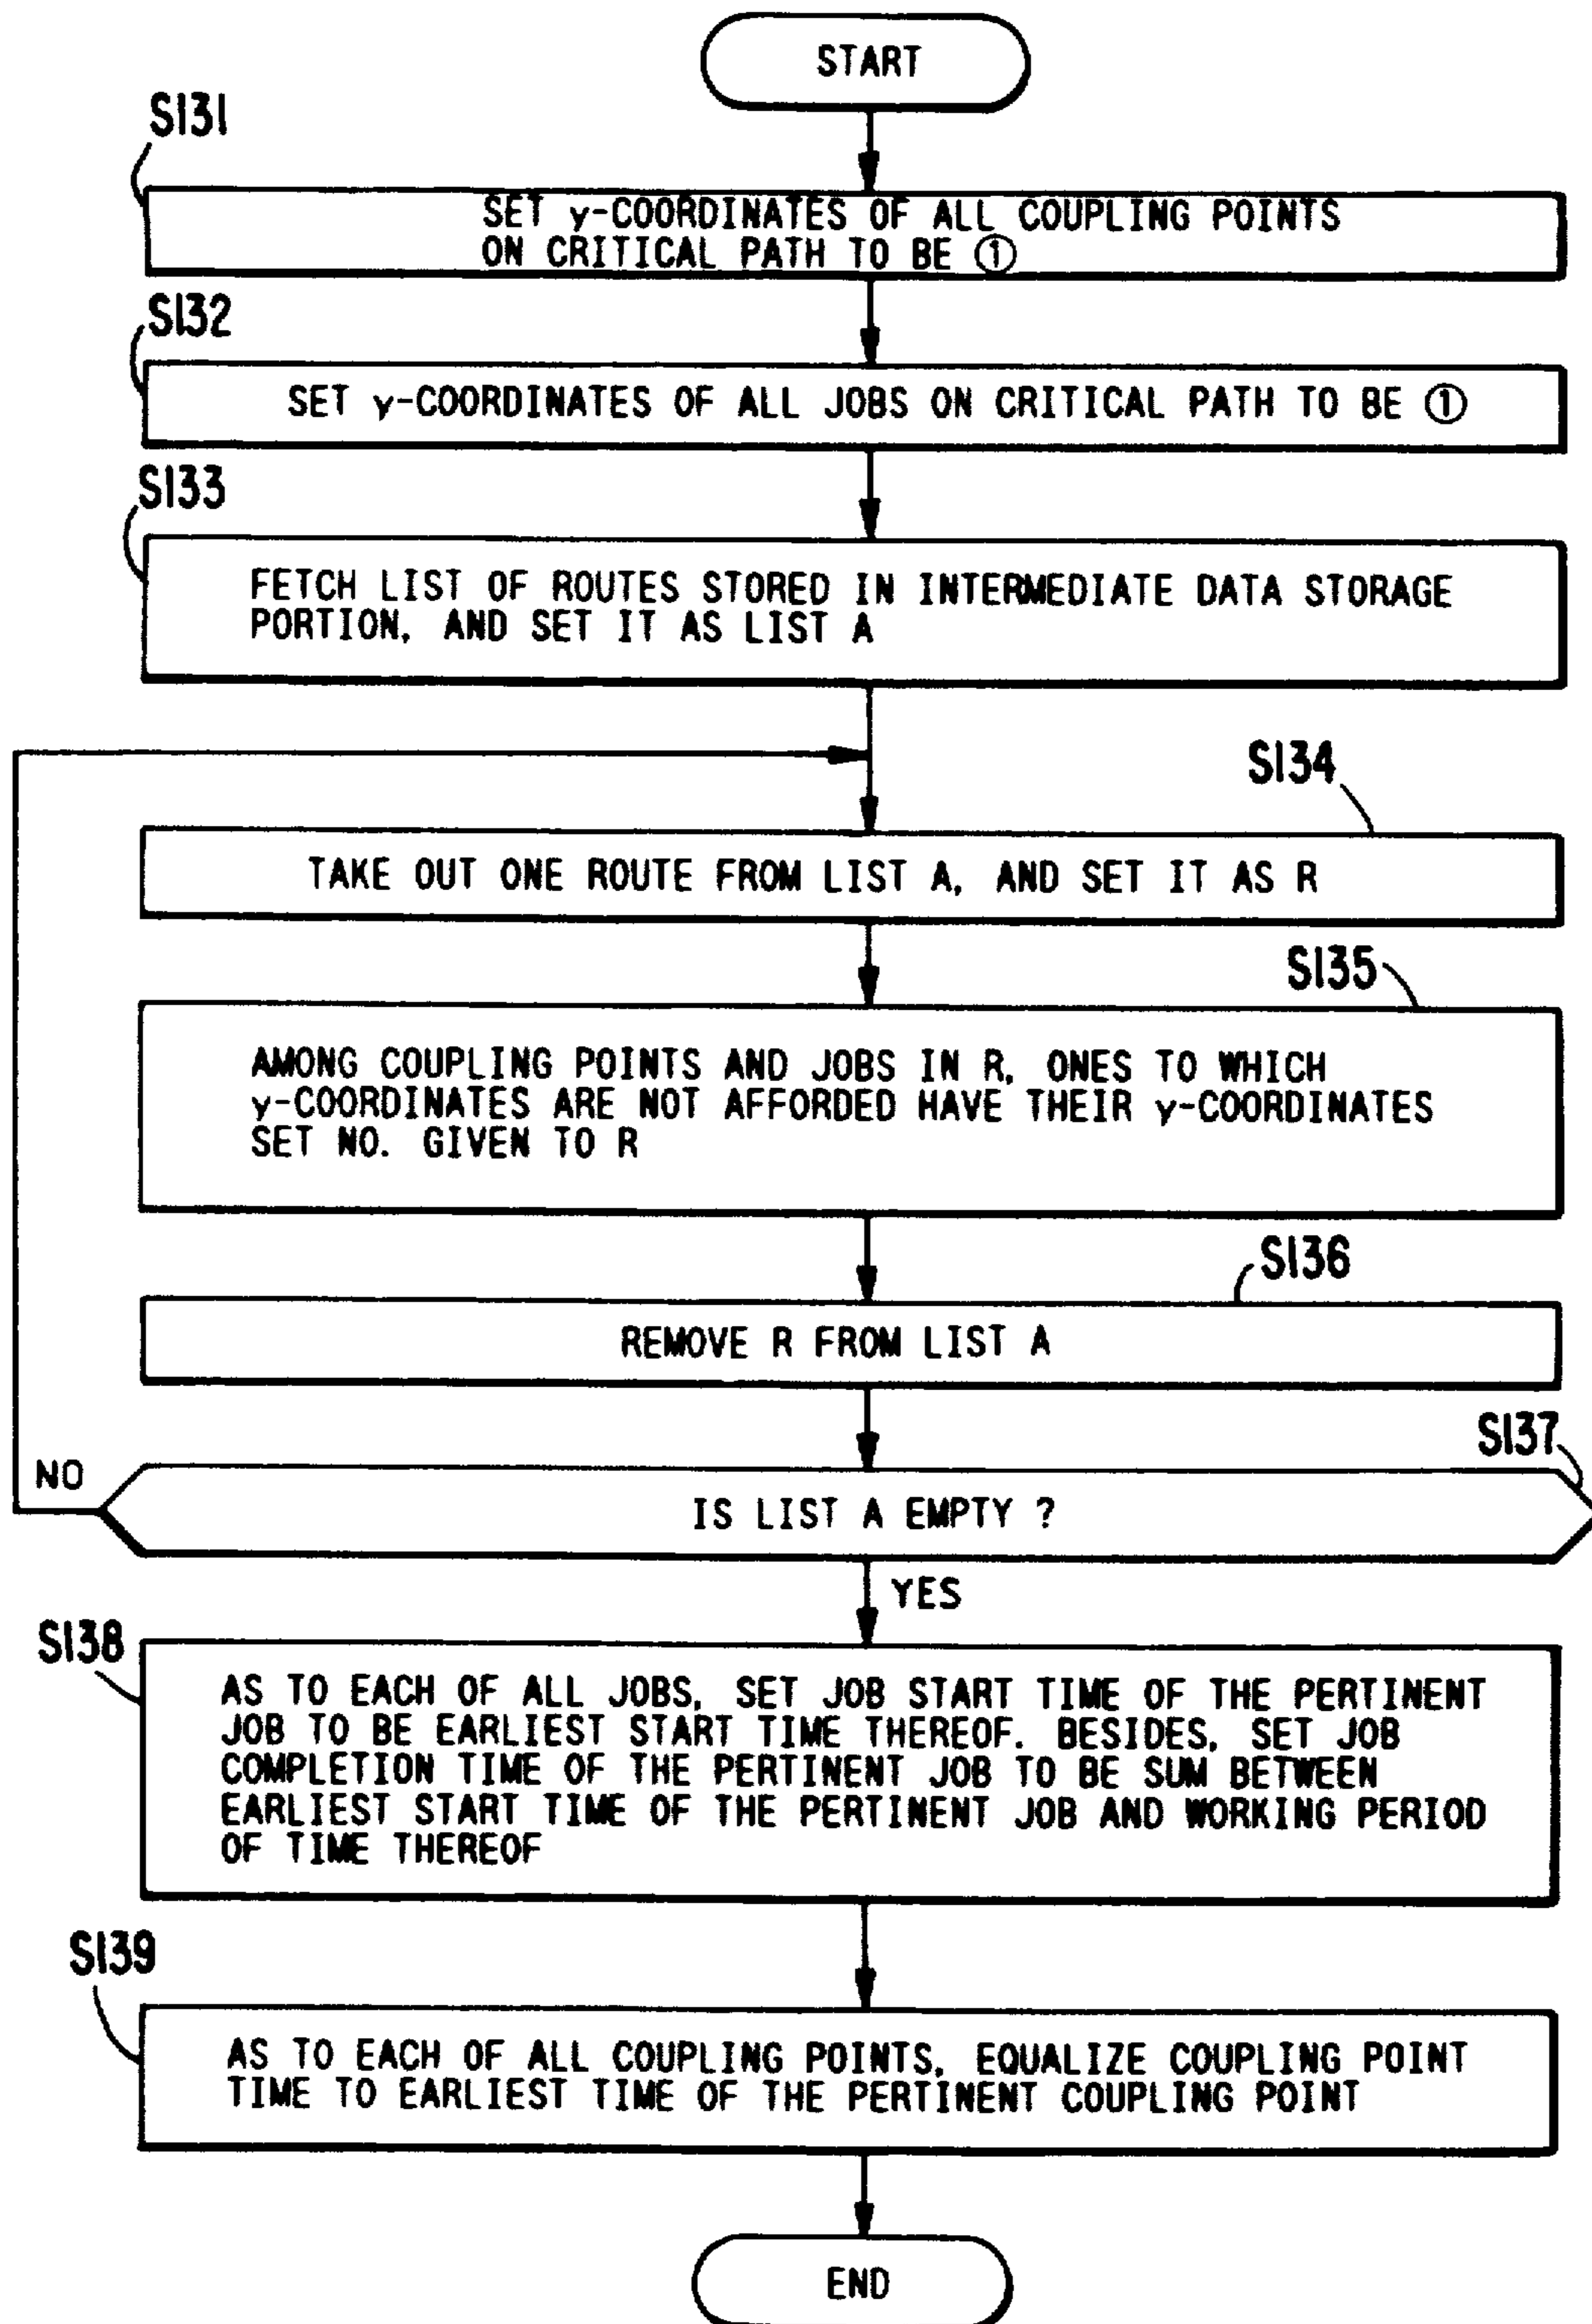 START
S131
SET y-COORDINATES OF ALL COUPLING POINTS
ON CRITICAL PATH TO BE ①
S132
SET y-COORDINATES OF ALL JOBS ON CRITICAL PATH TO BE ①
S133
FETCH LIST OF ROUTES STORED IN INTERMEDIATE DATA STORAGE
PORTION, AND SET IT AS LIST A
S134
TAKE OUT ONE ROUTE FROM LIST A, AND SET IT AS R
S135
AMONG COUPLING POINTS AND JOBS IN R, ONES TO WHICH
y-COORDINATES ARE NOT AFFORDED HAVE THEIR y-COORDINATES
SET NO. GIVEN TO R
S136
REMOVE R FROM LIST A
S137
NO
IS LIST A EMPTY ?
YES
S138
AS TO EACH OF ALL JOBS, SET JOB START TIME OF THE PERTINENT
JOB TO BE EARLIEST START TIME THEREOF. BESIDES, SET JOB
COMPLETION TIME OF THE PERTINENT JOB TO BE SUM BETWEEN
EARLIEST START TIME OF THE PERTINENT JOB AND WORKING PERIOD
OF TIME THEREOF
S139
AS TO EACH OF ALL COUPLING POINTS, EQUALIZE COUPLING POINT
TIME TO EARLIEST TIME OF THE PERTINENT COUPLING POINT
END